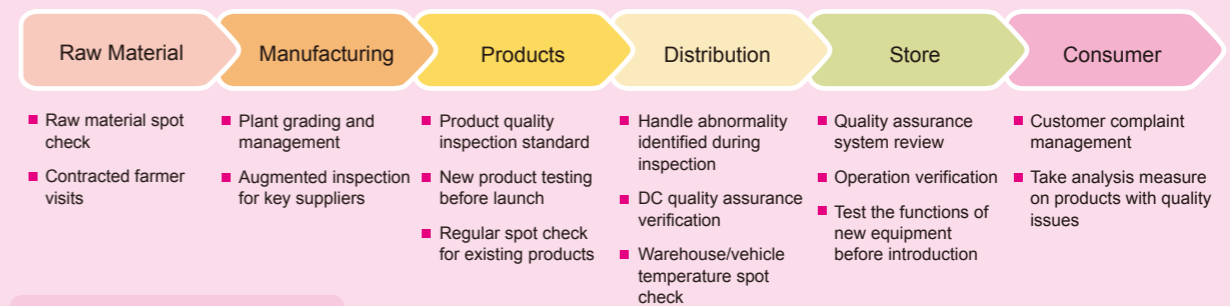 Raw Material
Manufacturing
Products
Distribution
Store
Consumer
Raw material spot
check
Contracted farmer
visits
Plant grading and
management
Augmented inspection
for key suppliers
Product quality
inspection standard
New product testing
before launch
Regular spot check
for existing products
Handle abnormality
identified during
inspection
DC quality assurance
verification
Warehouse/vehicle
temperature spot
check
Quality assurance
system review
Operation verification
Test the functions of
new equipment
before introduction
Customer complaint
management
Take analysis measure
on products with quality
issues